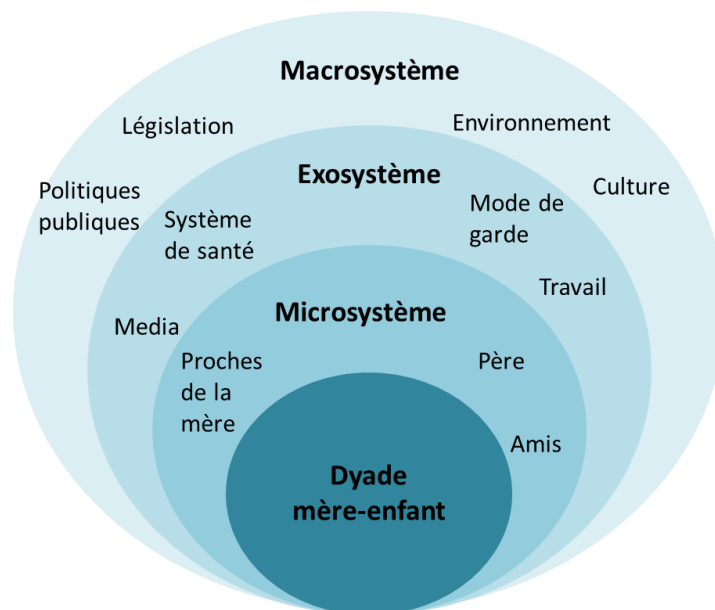 Macrosystème
Législation
Environnement
Politiques
publiques
Culture
Exosystème
Système
de santé
Mode de
garde
Media
Travail
Microsystème
Proches
de la
mère
Père
Amis
Dyade
mère-enfant